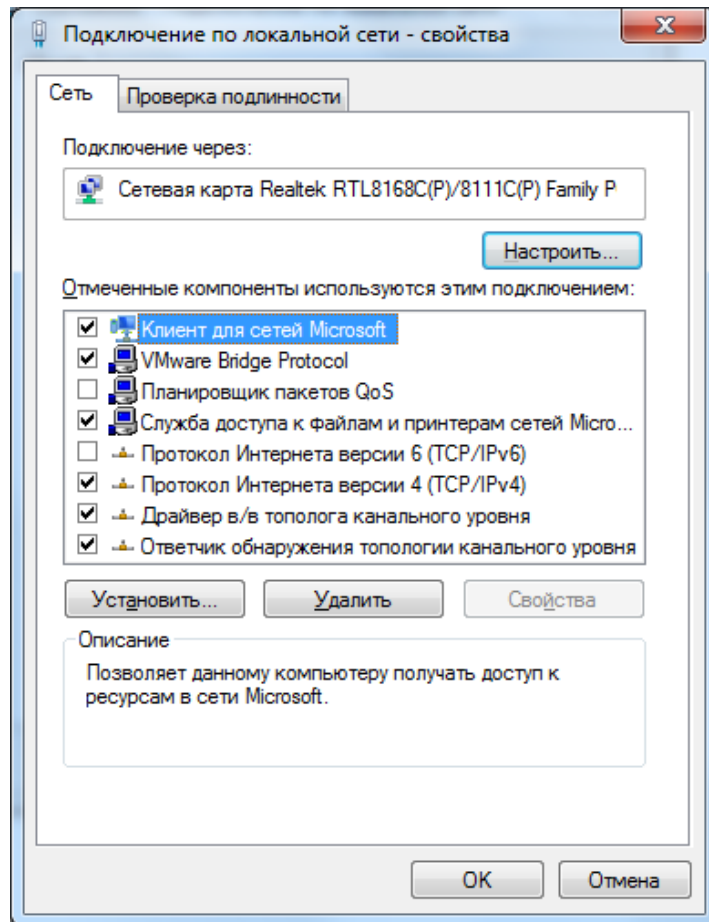 Подключение по локальной сети - свойства
Сеть
Проверка подлинности
Подключение через:
Сетевая карта Realtek RTL8168C(P)/8111C(P) Family P
Настроить...
Отмеченные компоненты используются этим подключением:
Клиент для сетей Microsoft
VMware Bridge Protocol
Планировщик пакетов QoS
Служба доступа к файлам и принтерам сетей Micro...
Протокол Интернета версии 6 (TCP/IPv6)
Протокол Интернета версии 4 (TCP/IPv4)
Драйвер в/в тополога канального уровня
Ответчик обнаружения топологии канального уровня
Установить...
Удалить
Свойства
Описание
Позволяет данному компьютеру получать доступ к
ресурсам в сети Microsoft.
OK
Отмена